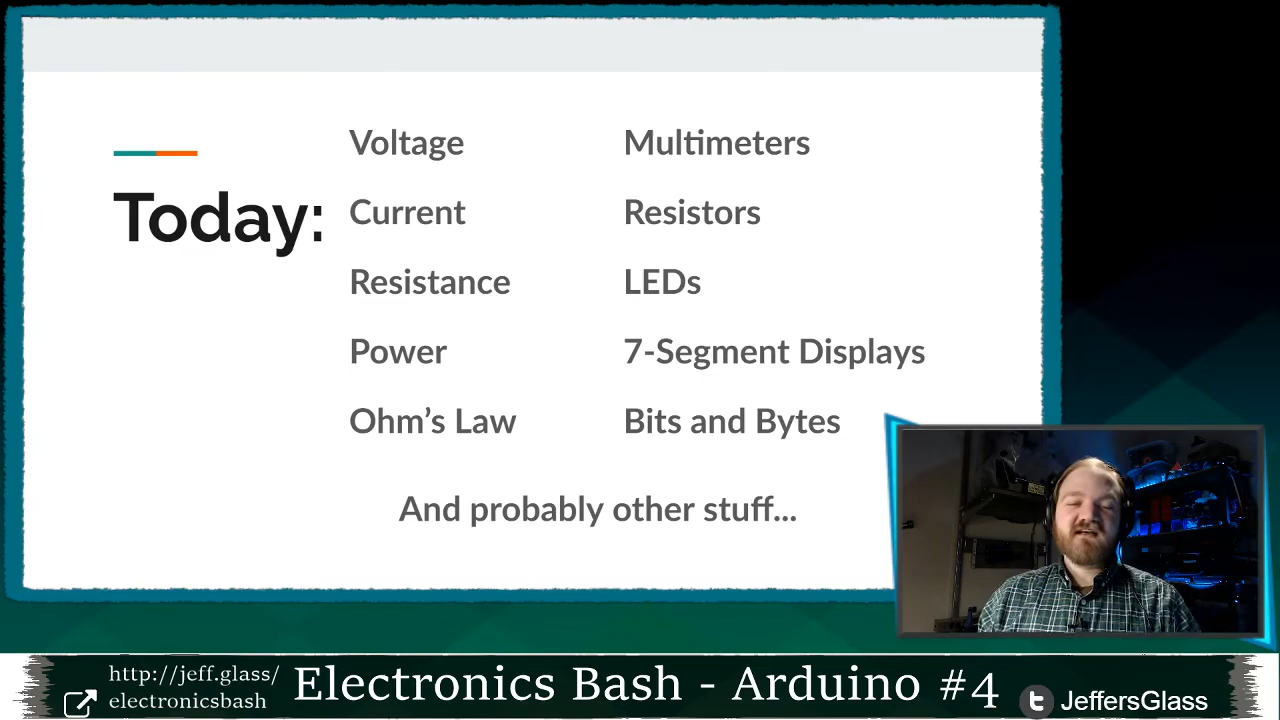 Today:
Voltage
Current
Resistance
Power
Ohm’s Law
Multimeters
Resistors
LEDs
7-Segment Displays
Bits and Bytes
And probably other stuff...
http://jeff.glass/
electronicsbash
Electronics Bash - Arduino #4
JeffersGlass